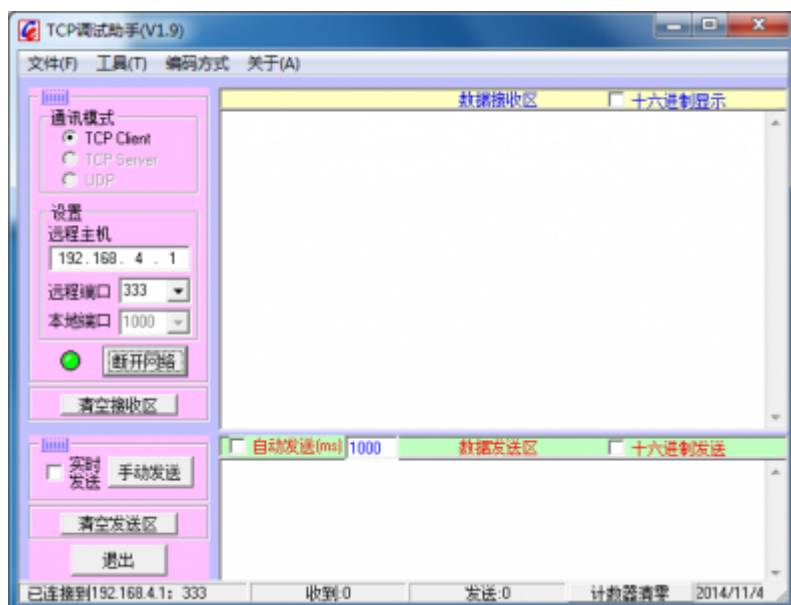 TCP调试助手(V1.9)
文件(F) 工具(T) 编码方式 关于(A)
通讯模式
TCP Client
TCP Server
UDP
设置
远程主机
192.168. 4 . 1
远程端口 333
本地端口 1000
断开网络
清空接收区
数据接收区 十六进制显示
自动发送(ms) 1000 数据发送区 十六进制发送
实时发送 手动发送
清空发送区
退出
已连接到192.168.4.1: 333 收到:0 发送:0 计数器清零 2014/11/4